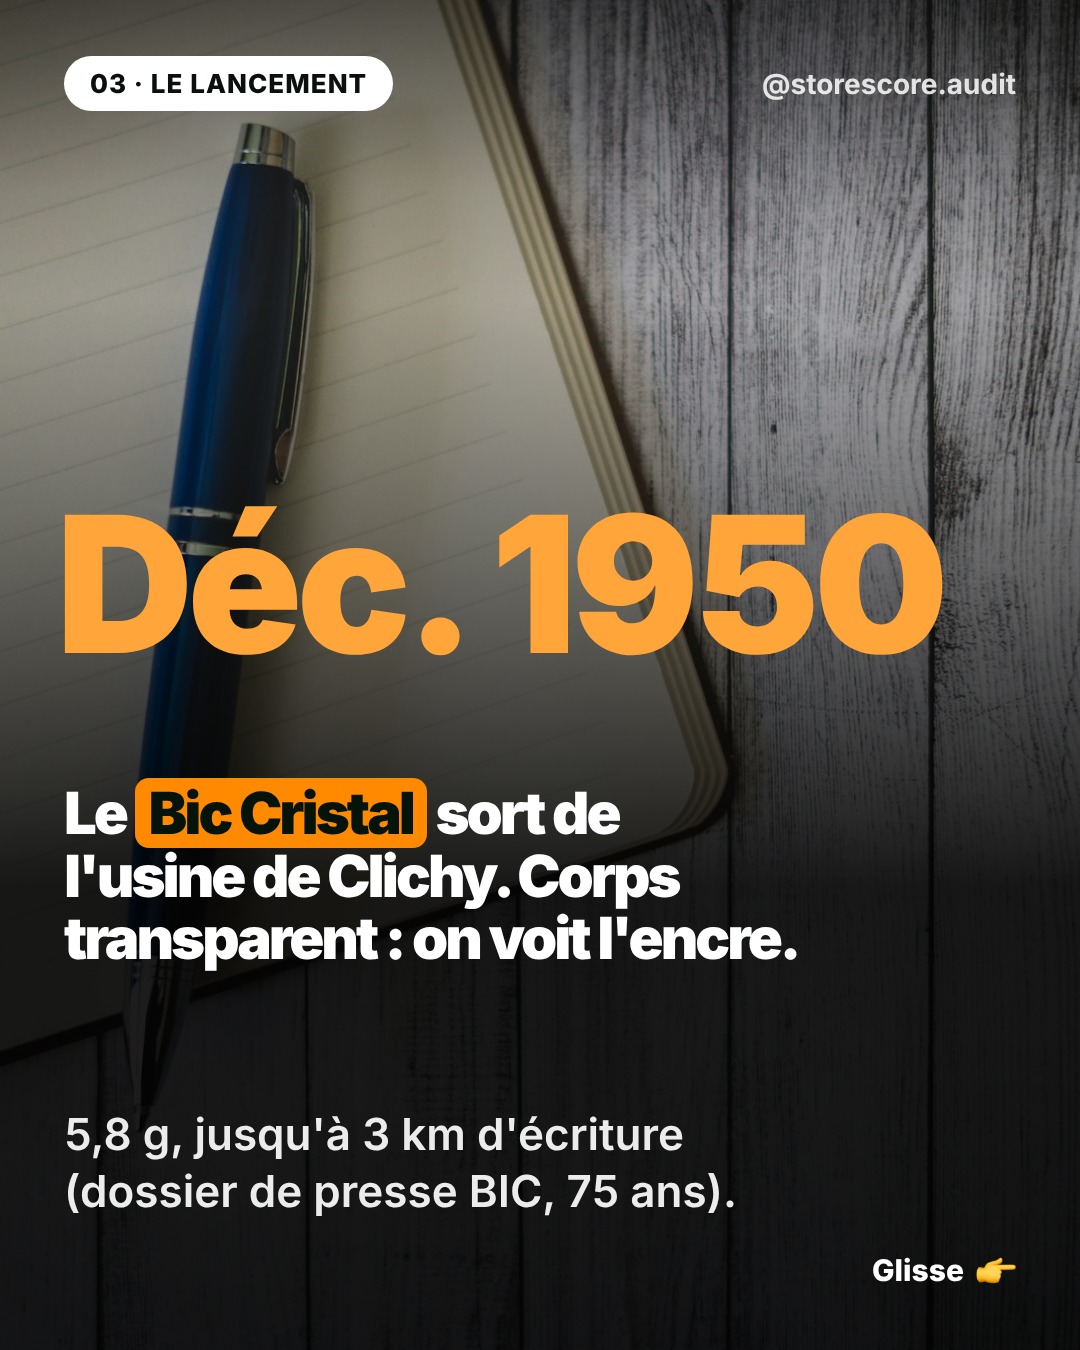 03 · LE LANCEMENT
@storescore.audit
Déc. 1950
Le Bic Cristal sort de
l'usine de Clichy. Corps
transparent : on voit l'encre.
5,8 g, jusqu'à 3 km d'écriture
(dossier de presse BIC, 75 ans).
Glisse 👉